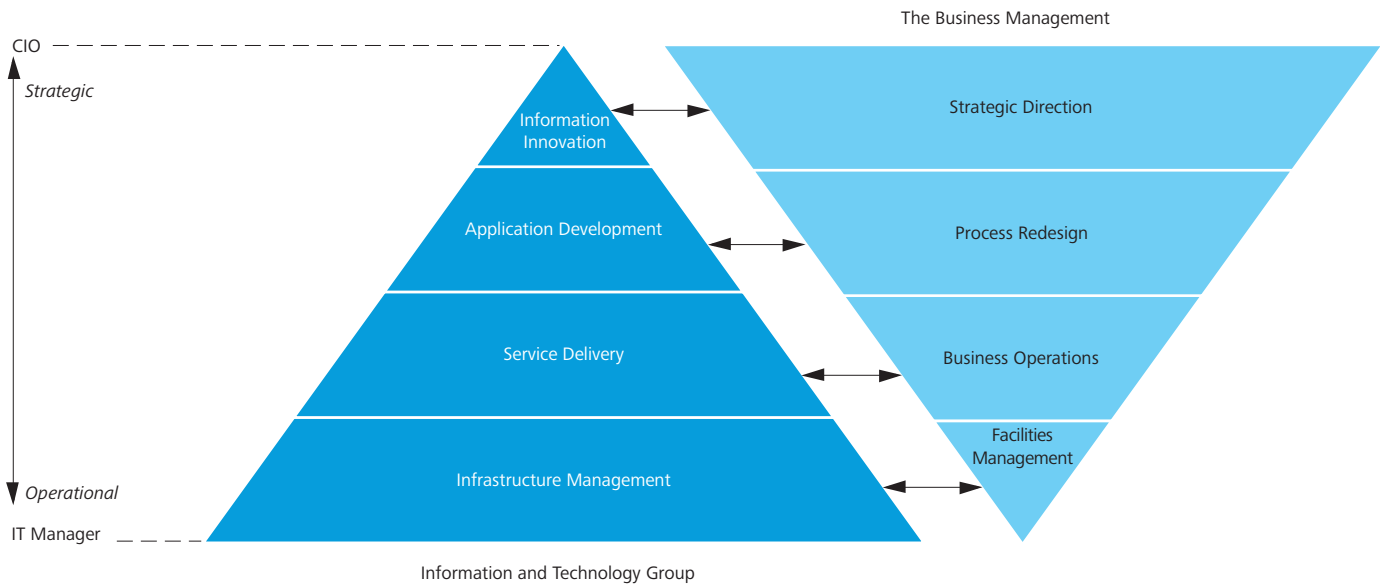 The Business Management
CIO
Strategic
Information
Innovation
Strategic Direction
Application Development
Process Redesign
Service Delivery
Business Operations
Facilities
Management
Infrastructure Management
Operational
IT Manager
Information and Technology Group